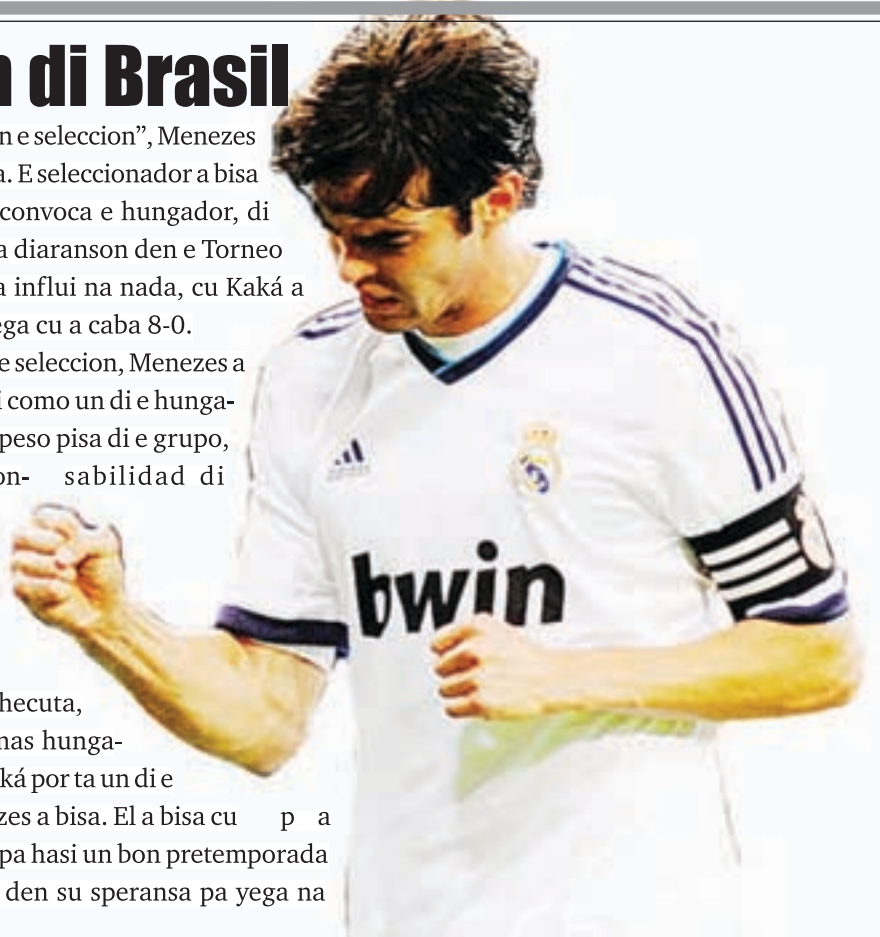 di Brasil
n e seleccion”, Menezes
a. E seleccionador a bisa
convoca e hungador, di
a diaranson den e Torneo
a influi na nada, cu Kaká a
ega cu a caba 8-0.
e seleccion, Menezes a
i como un di e hunga-
peso pisa di e grupo,
on- sabilidad di
bwin
hecuta,
nas hunga-
ká por ta un di e
zes a bisa. El a bisa cu p a
pa hasi un bon pretemporada
den su speransa pa yega na